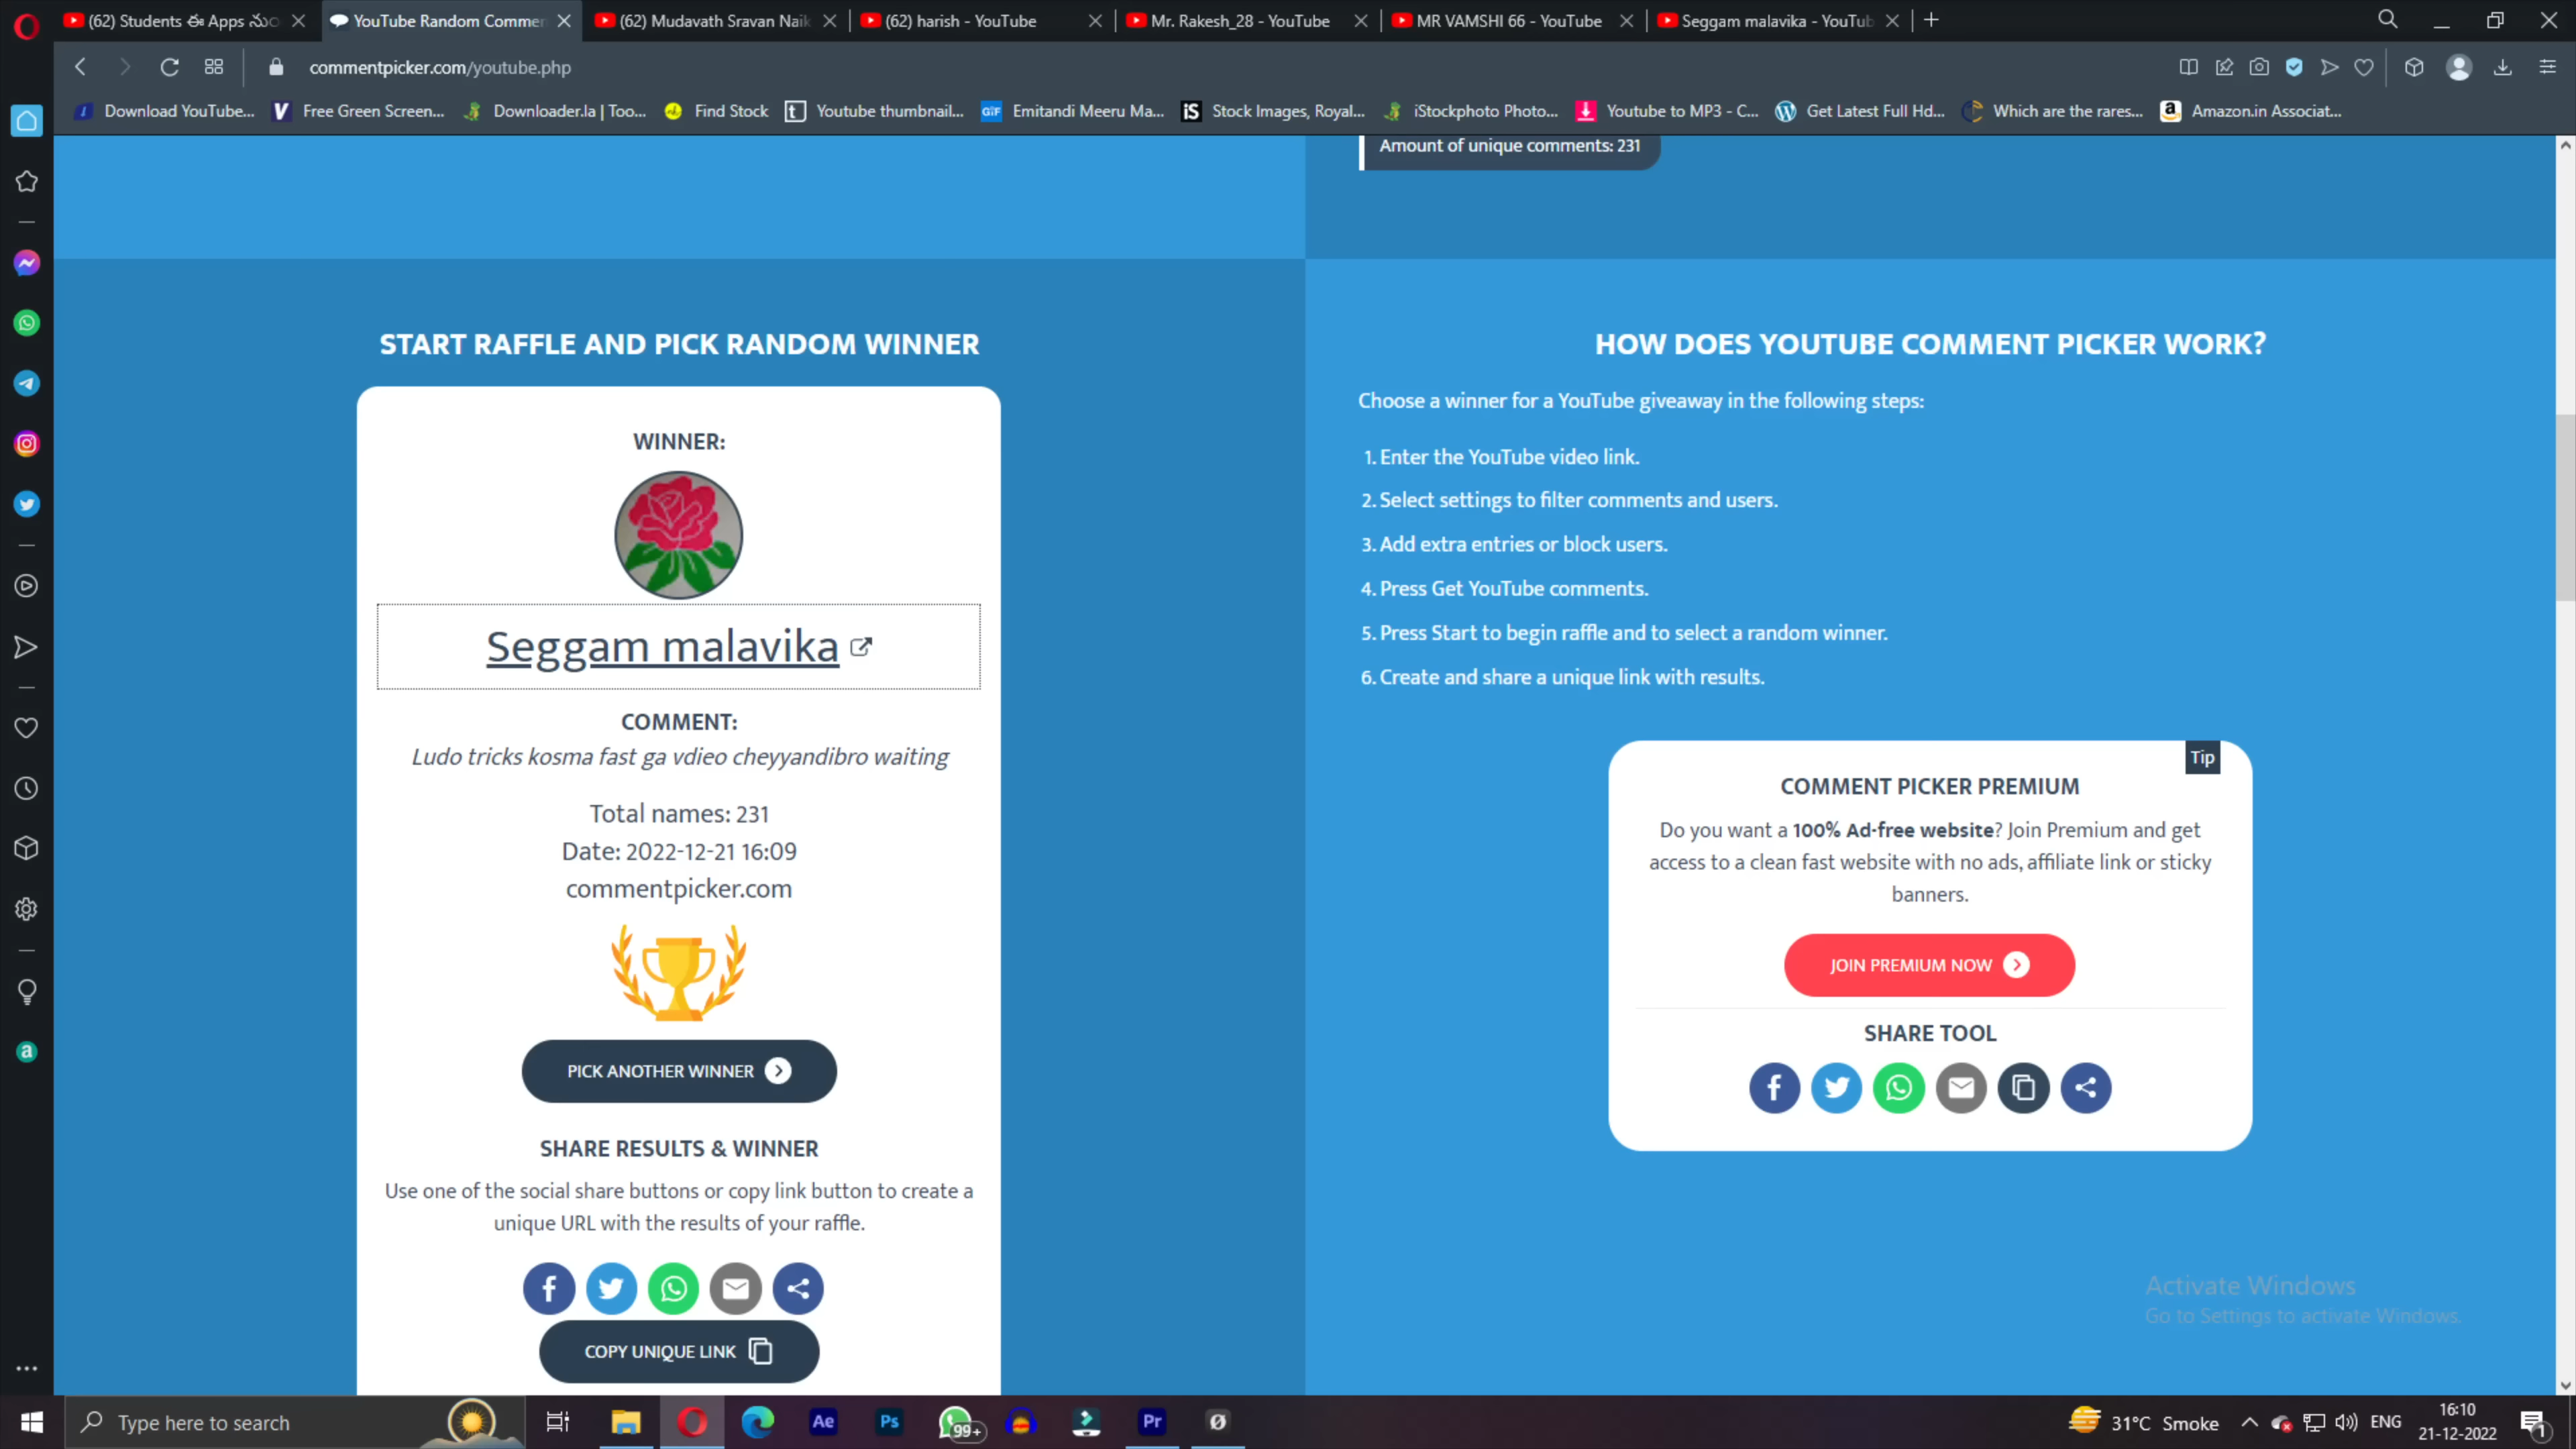 (62) Students ఈ Apps నుం
YouTube Random Commen
(62) Mudavath Sravan Naik
(62) harish - YouTube
Mr. Rakesh_28 - YouTube
MR VAMSHI 66 - YouTube
Seggam malavika - YouTub
commentpicker.com/youtube.php
Download YouTube...
Free Green Screen...
Downloader.la | Too...
Find Stock
Youtube thumbnail...
Emitandi Meeru Ma...
Stock Images, Royal...
iStockphoto Photo...
Youtube to MP3 - C...
Get Latest Full Hd...
Which are the rares...
Amazon.in Associat...
Amount of unique comments: 231
START RAFFLE AND PICK RANDOM WINNER
WINNER:
Seggam malavika
COMMENT:
Ludo tricks kosma fast ga vdieo cheyyandibro waiting
Total names: 231
Date: 2022-12-21 16:09
commentpicker.com
PICK ANOTHER WINNER
SHARE RESULTS & WINNER
Use one of the social share buttons or copy link button to create a
unique URL with the results of your raffle.
COPY UNIQUE LINK
HOW DOES YOUTUBE COMMENT PICKER WORK?
Choose a winner for a YouTube giveaway in the following steps:
1. Enter the YouTube video link.
2. Select settings to filter comments and users.
3. Add extra entries or block users.
4. Press Get YouTube comments.
5. Press Start to begin raffle and to select a random winner.
6. Create and share a unique link with results.
Tip
COMMENT PICKER PREMIUM
Do you want a 100% Ad-free website? Join Premium and get
access to a clean fast website with no ads, affiliate link or sticky
banners.
JOIN PREMIUM NOW
SHARE TOOL
Activate Windows
Go to Settings to activate Windows.
Type here to search
Ae
Ps
99+
Pr
31°C Smoke
ENG
16:10
21-12-2022
1